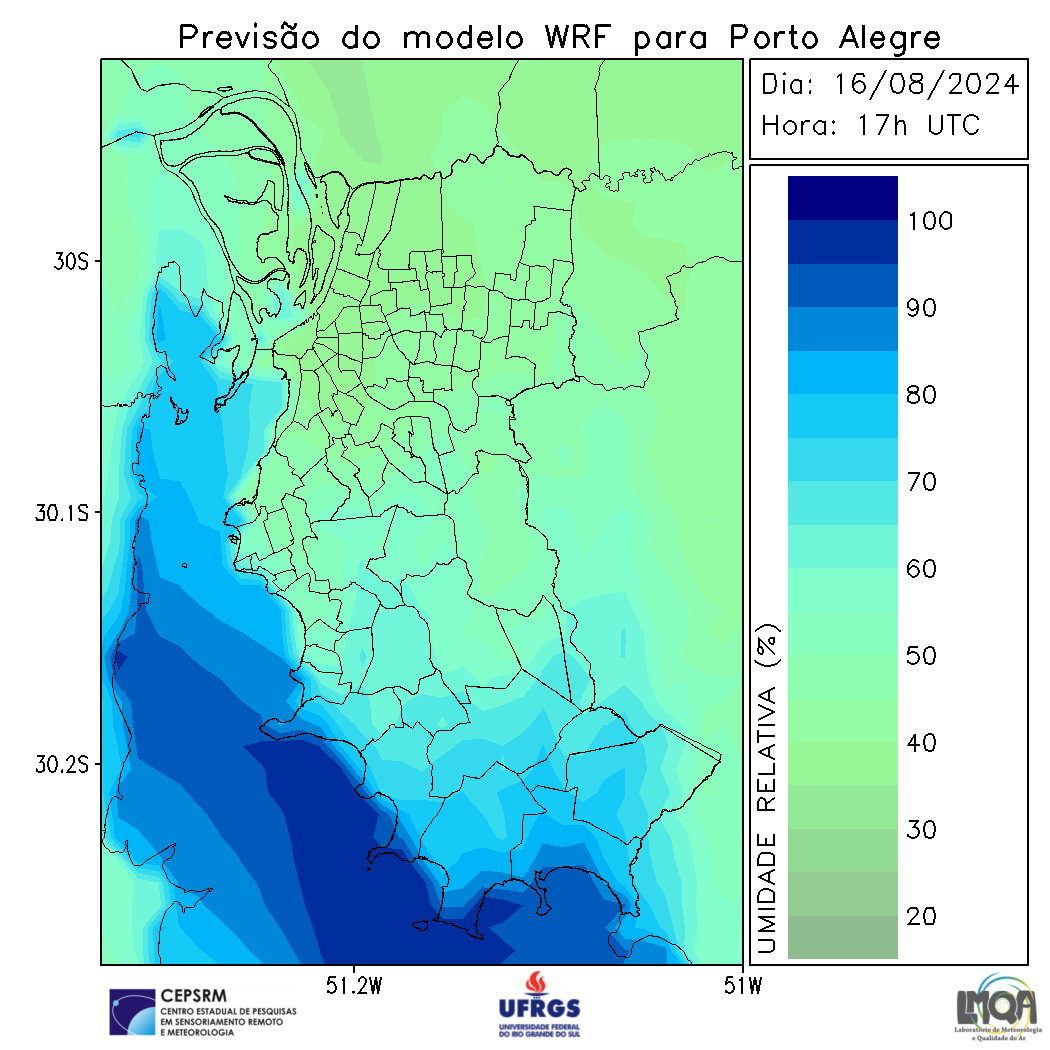 Previsão do modelo WRF para Porto Alegre
Dia: 16/08/2024
Hora: 17h UTC
30S
30.1S
30.2S
51.2W
51W
UMIDADE RELATIVA (%)
100
90
80
70
60
50
40
30
20
CEPSRM
CENTRO ESTADUAL DE PESQUISAS
EM SENSORIAMENTO REMOTO
E METEOROLOGIA
UFRGS
UNIVERSIDADE FEDERAL
DO RIO GRANDE DO SUL
LMQA
Laboratório de Meteorologia
e Qualidade do Ar